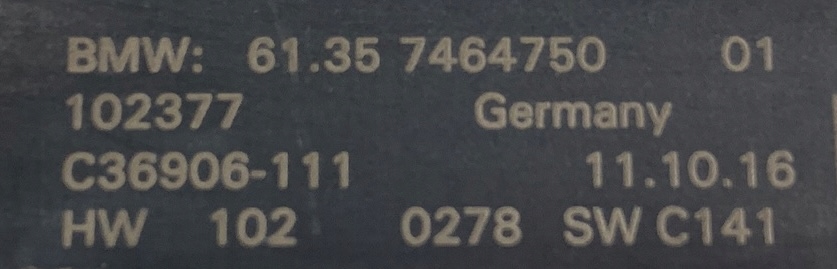 BMW: 61.35 7464750 01
102377 Germany
C36906-111 11.10.16
HW 102 0278 SW C141